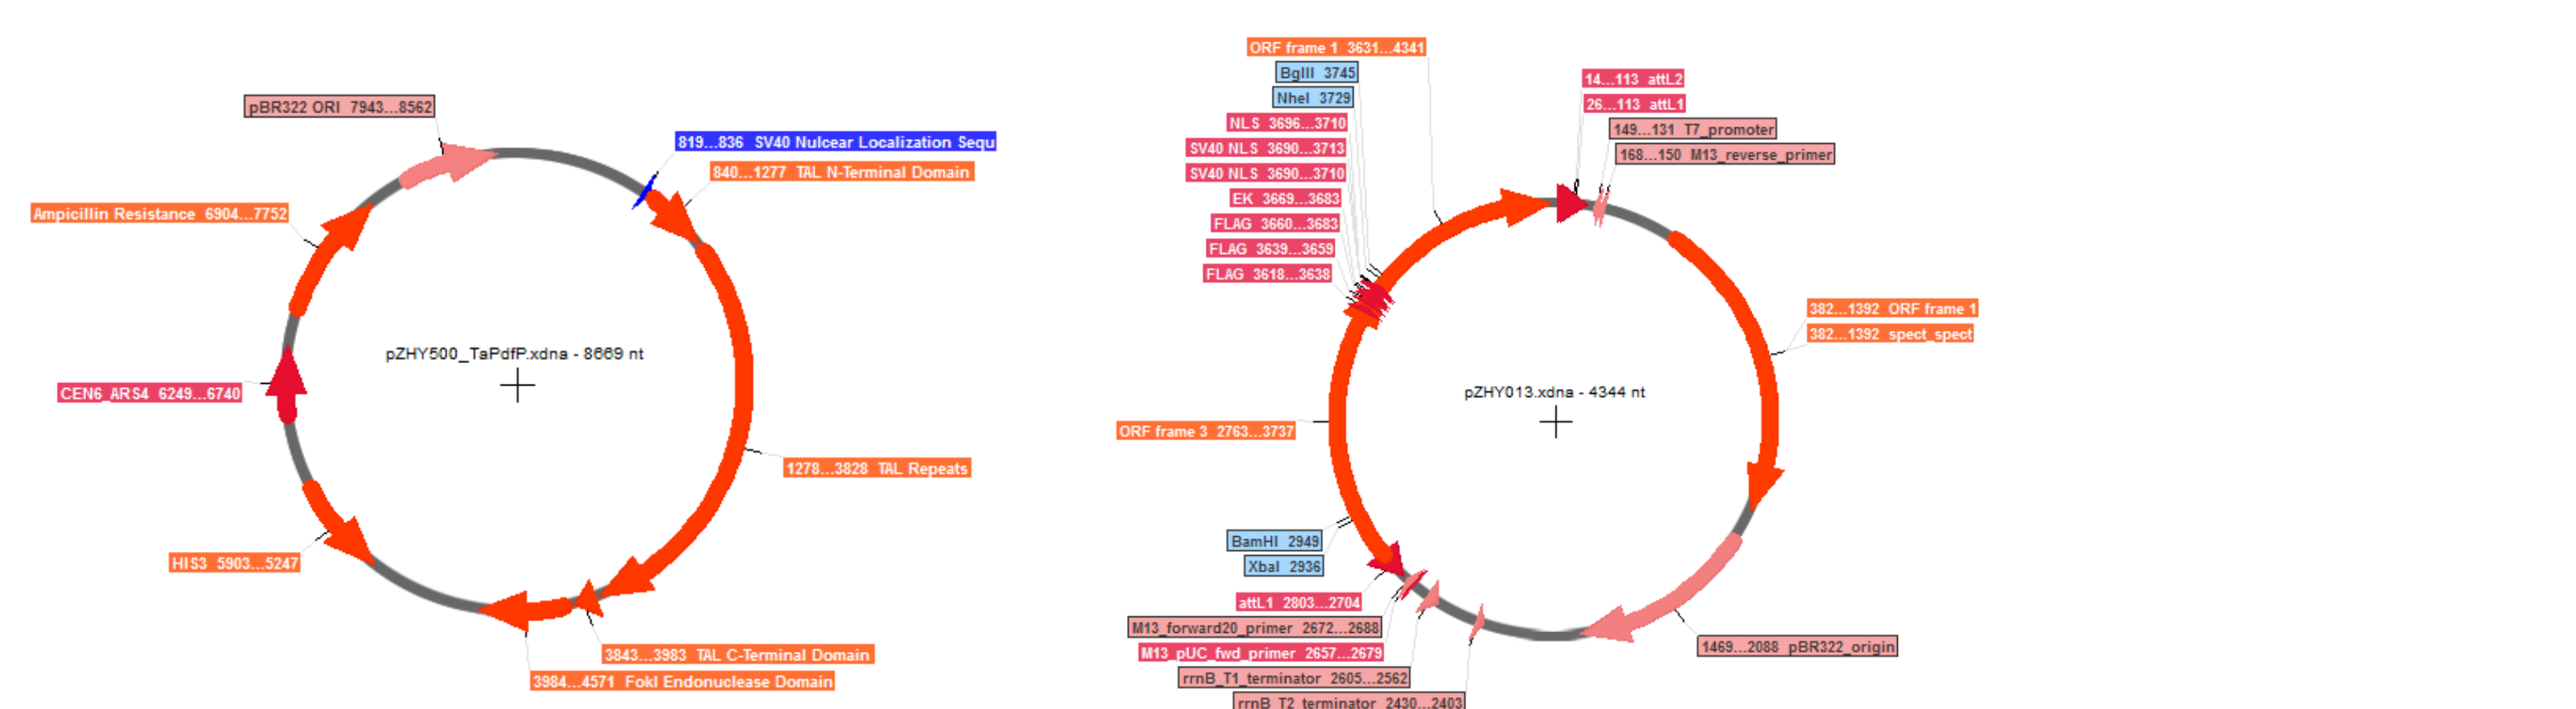 pBR322 ORI 7943...8562
819...836 SV40 Nulcear Localization Sequ
840...1277 TAL N-Terminal Domain
Ampicillin Resistance 6904...7752
pZHY500_TaPdfP.xdna - 8669 nt
CEN6_ARS4 6249...6740
1278...3828 TAL Repeats
HIS3 5903...5247
3843...3983 TAL C-Terminal Domain
3984...4571 FokI Endonuclease Domain
ORF frame 1 3631...4341
BglII 3745
NheI 3729
NLS 3696...3710
SV40 NLS 3690...3713
SV40 NLS 3690...3710
EK 3669...3683
FLAG 3660...3683
FLAG 3639...3659
FLAG 3618...3638
14...113 attL2
26...113 attL1
149...131 T7_promoter
168...150 M13_reverse_primer
382...1392 ORF frame 1
382...1392 spect_spect
pZHY013.xdna - 4344 nt
ORF frame 3 2763...3737
BamHI 2949
XbaI 2936
attL1 2803...2704
M13_forward20_primer 2672...2688
M13_pUC_fwd_primer 2657...2679
rrnB_T1_terminator 2605...2562
rrnB_T2_terminator 2430...2403
1469...2088 pBR322_origin